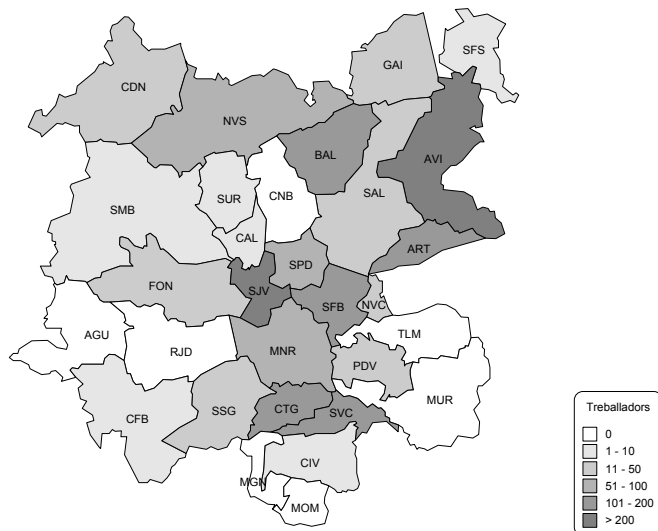 SFS
GAI
CDN
NVS
BAL
AVI
SUR
CNB
SAL
SMB
CAL
ART
SPD
FON
SJV
SFB
NVC
AGU
TLM
RJD
MNR
PDV
MUR
CFB
SSG
CTG
SVC
CIV
MGN
MOM
Treballadors
0
1 - 10
11 - 50
51 - 100
101 - 200
> 200